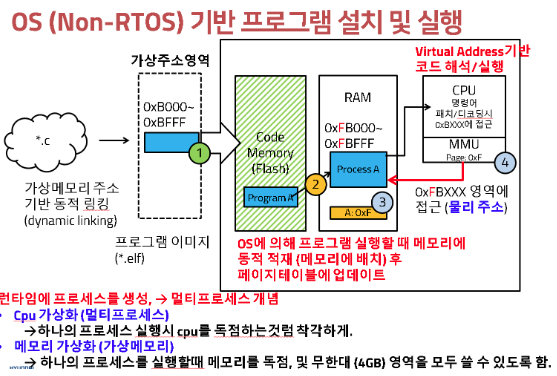 OS (Non-RTOS) 기반 프로그램 설치 및 실행
Virtual Address기반
코드 해석/실행
가상주소영역
0xB000~
0xBFFF
*.c
1
가상메모리 주소
기반 동적 링킹
(dynamic linking)
프로그램 이미지
(*.elf)
Code
Memory
(Flash)
Program A
2
RAM
0xFB000~
0xFBFFF
Process A
3
A: 0xF
CPU
명령어
패치/디코딩시
0xBXXX에 접근
MMU
Page: 0xF
4
0xFBXXX 영역에
접근 (물리 주소)
OS에 의해 프로그램 실행할 때 메모리에
동적 적재 (메모리에 배치) 후
페이지테이블에 업데이트
런타임에 프로세스를 생성, → 멀티프로세스 개념
• Cpu 가상화 (멀티프로세스)
→하나의 프로세스 실행시 cpu를 독점하는것럼 착각하게.
• 메모리 가상화 (가상메모리)
→ 하나의 프로세스를 실행할때 메모리를 독점, 및 무한대 (4GB) 영역을 모두 쓸 수 있도록 함.